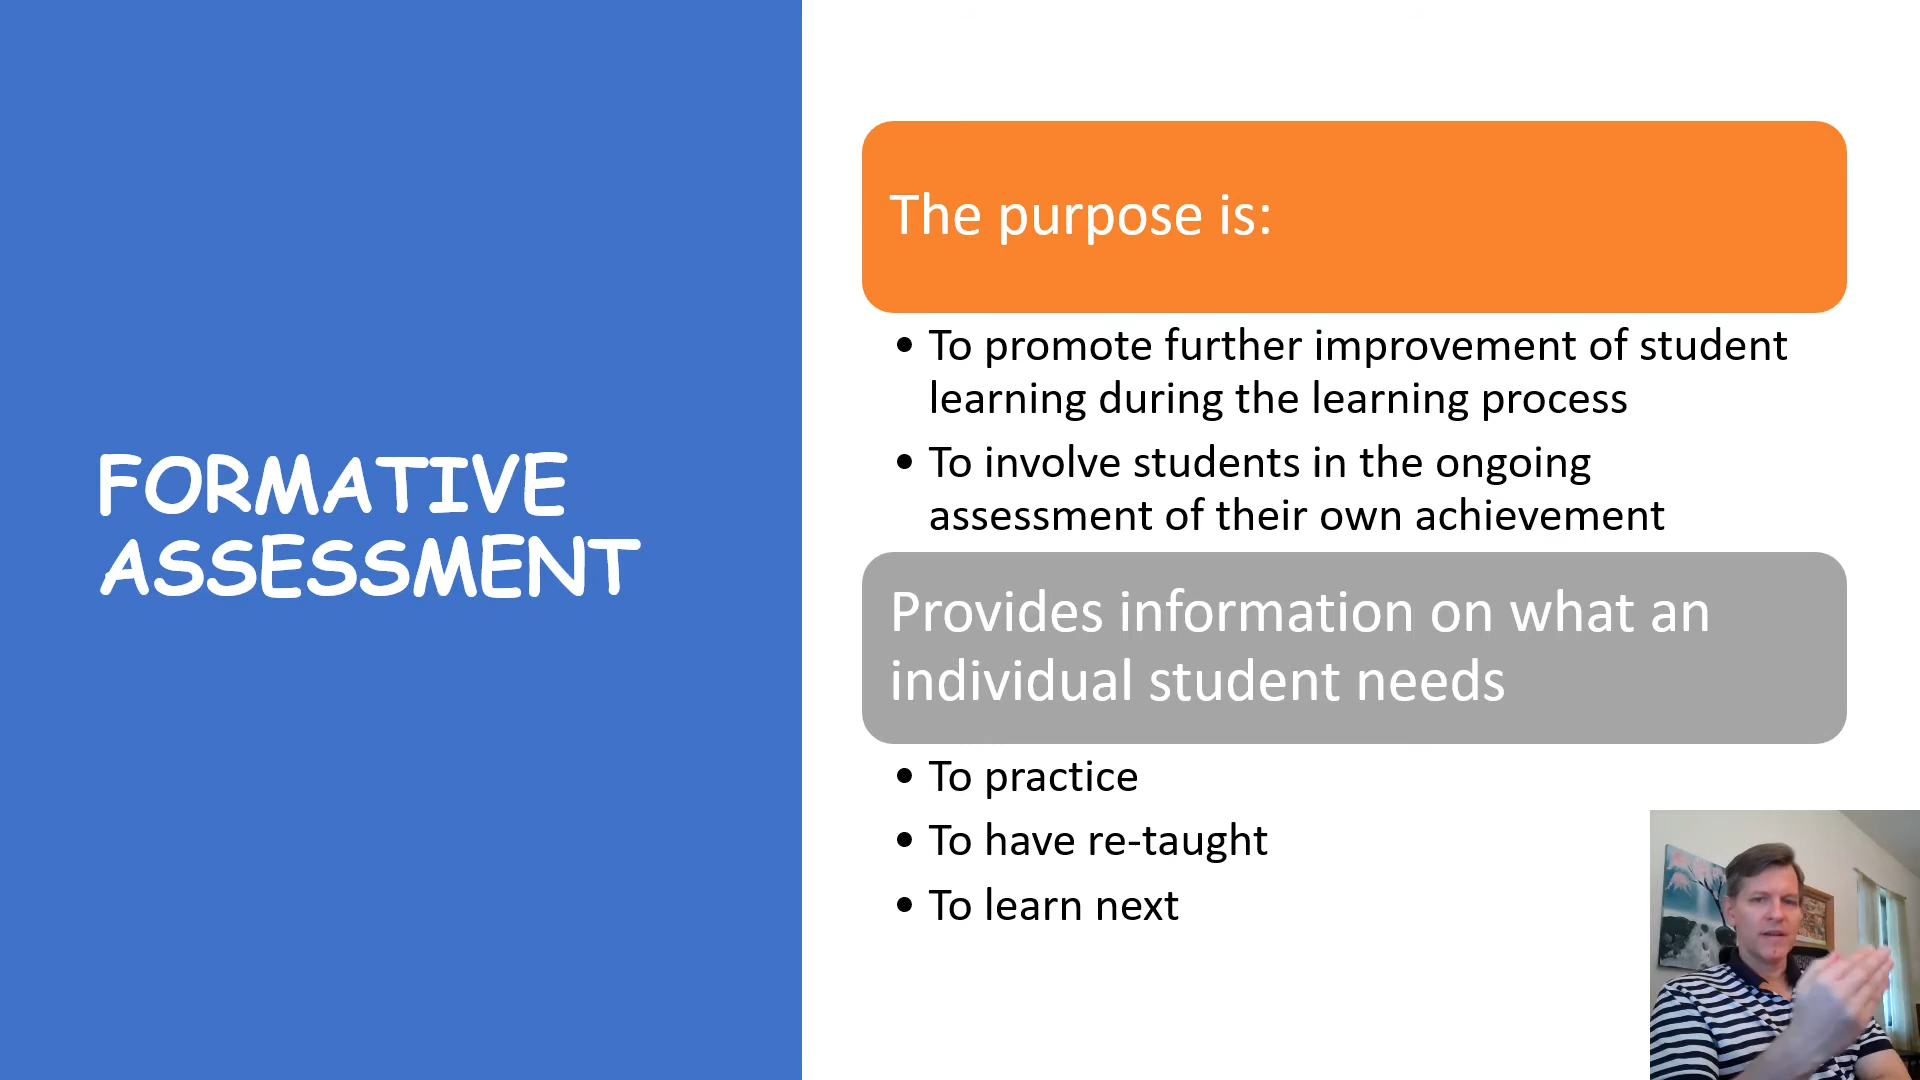 FORMATIVE
ASSESSMENT
The purpose is:
• To promote further improvement of student
learning during the learning process
• To involve students in the ongoing
assessment of their own achievement
Provides information on what an
individual student needs
• To practice
• To have re-taught
• To learn next